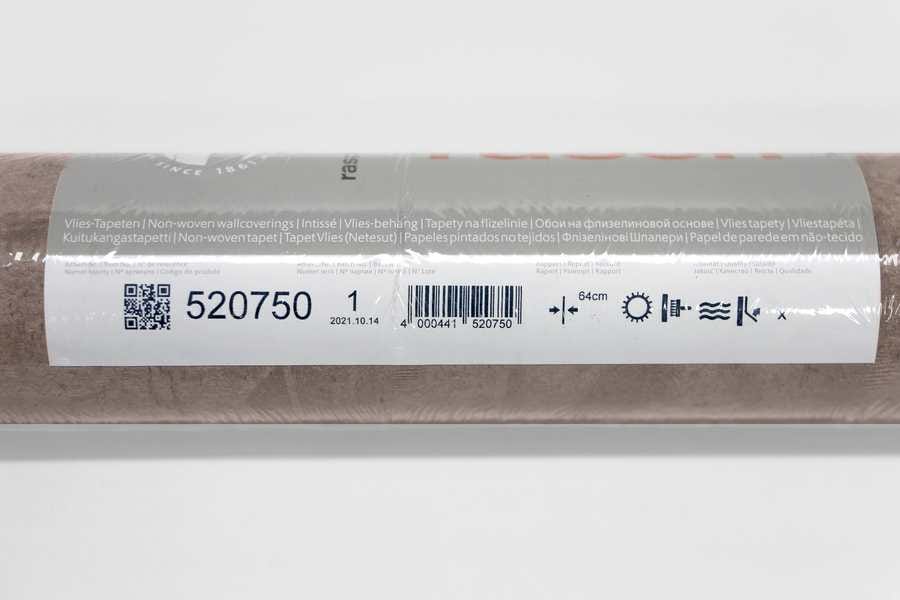 SINCE 1861
Vlies-Tapeten | Non-woven wallcoverings | Intissé | Vlies-behang | Tapety na flizelinie | Обои на флизелиновой основе | Vlies tapety | Vliestapéta |
Kuitukangastapetti | Non-woven tapet | Tapet Vlies (Netesut) | Papeles pintados no tejidos | Флізелінові Шпалери | Papel de parede em não-tecido
520750
1
2021.10.14
4 000441 520750
64cm
x